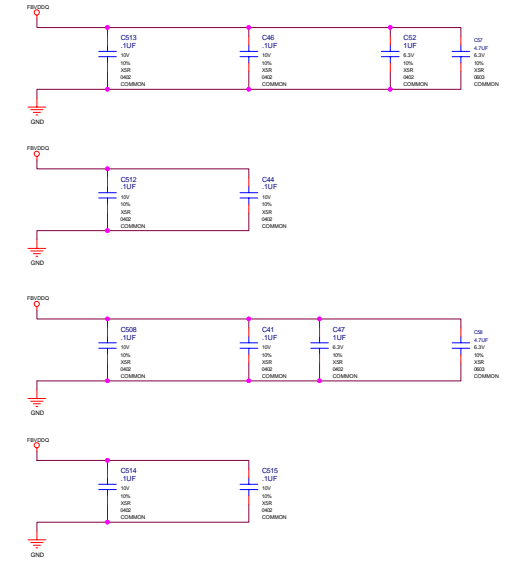 FBVDDQ
C513
.1UF
10V
10%
X5R
0402
COMMON
C46
.1UF
10V
10%
X5R
0402
COMMON
C52
1UF
6.3V
10%
X5R
0402
COMMON
C57
4.7UF
6.3V
10%
X5R
0603
COMMON
GND
FBVDDQ
C512
.1UF
10V
10%
X5R
0402
COMMON
C44
.1UF
10V
10%
X5R
0402
COMMON
GND
FBVDDQ
C508
.1UF
10V
10%
X5R
0402
COMMON
C41
.1UF
10V
10%
X5R
0402
COMMON
C47
1UF
6.3V
10%
X5R
0402
COMMON
4.7UF
6.3V
10%
X5R
0603
COMMON
GND
FBVDDQ
C514
.1UF
10V
10%
X5R
0402
COMMON
C515
.1UF
10V
10%
X5R
0402
COMMON
GND